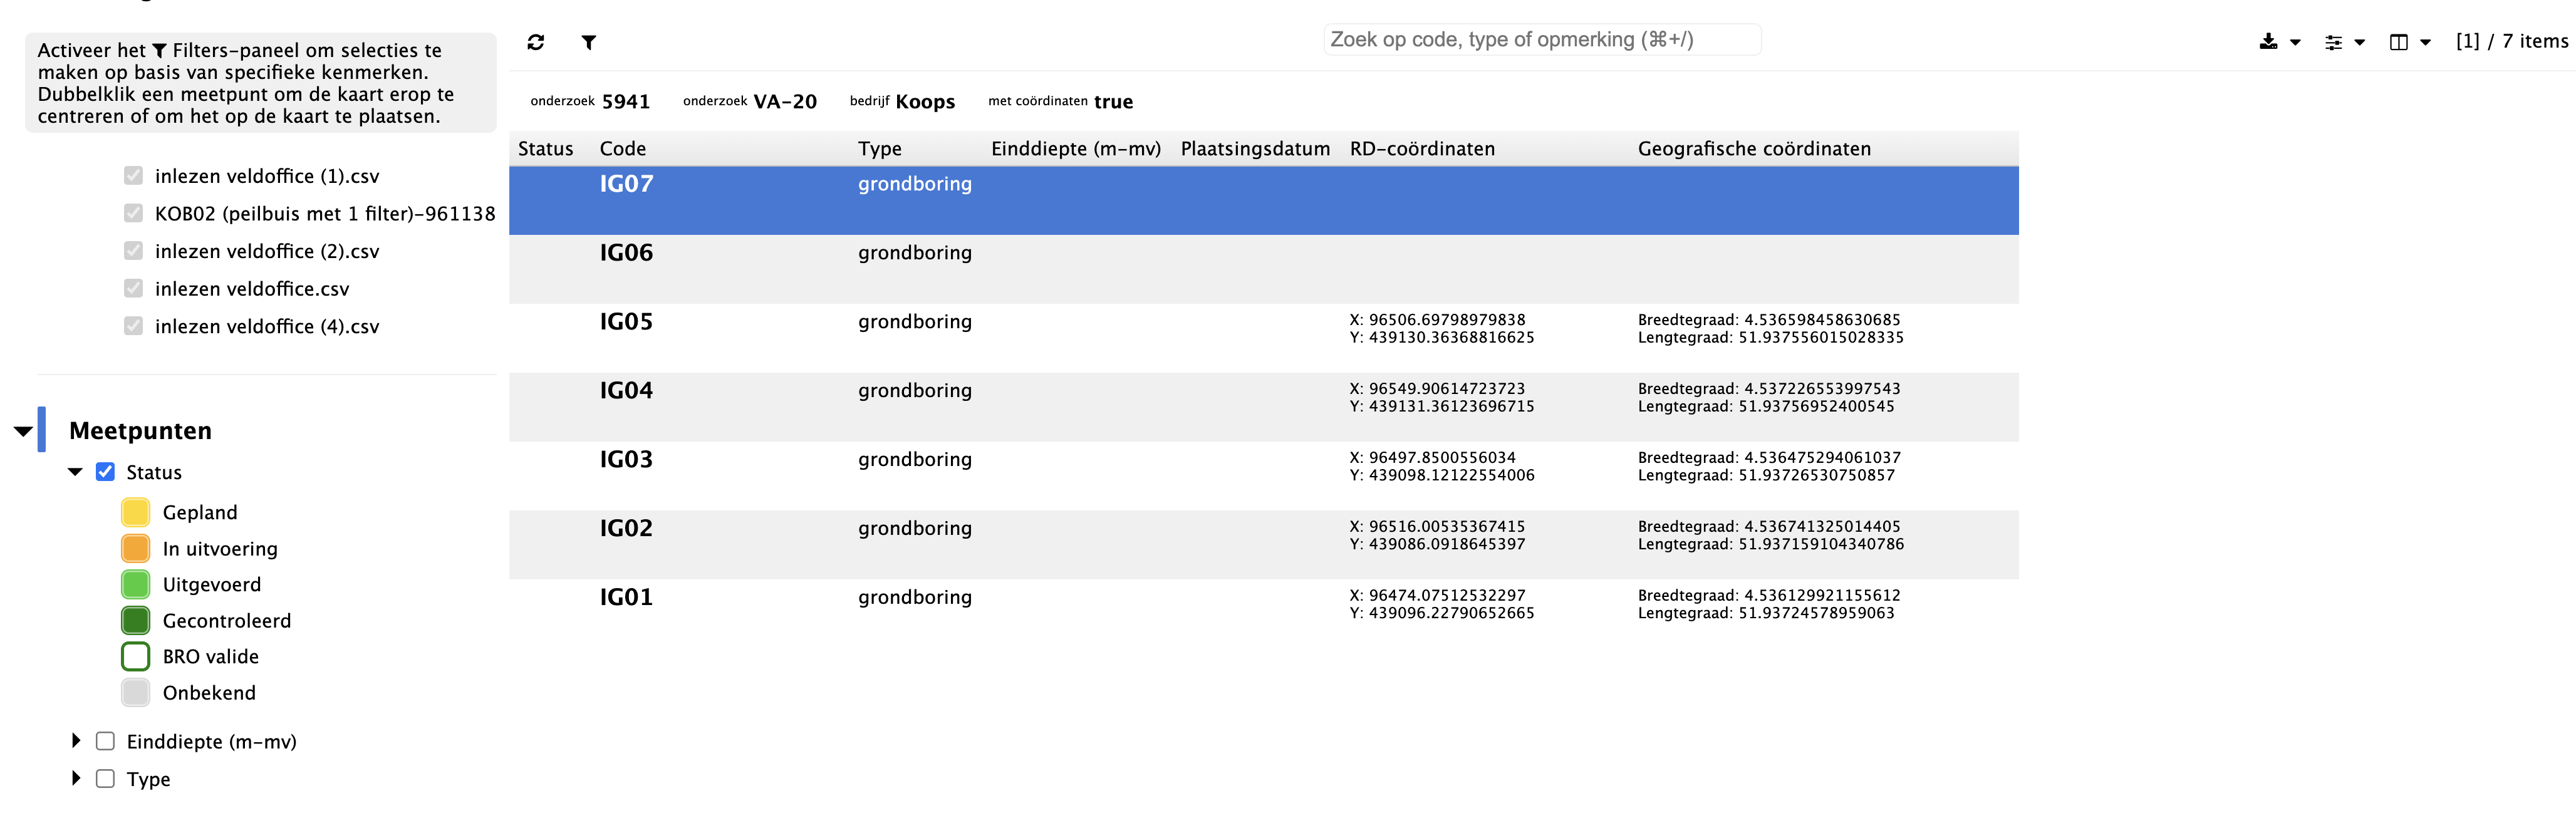 Activeer het Filters-paneel om selecties te
maken op basis van specifieke kenmerken.
Dubbelklik een meetpunt om de kaart erop te
centreren of om het op de kaart te plaatsen.
inlezen veldoffice (1).csv
KOB02 (peilbuis met 1 filter)-961138
inlezen veldoffice (2).csv
inlezen veldoffice.csv
inlezen veldoffice (4).csv
Meetpunten
Status
Gepland
In uitvoering
Uitgevoerd
Gecontroleerd
BRO valide
Onbekend
Einddiepte (m-mv)
Type
Zoek op code, type of opmerking (⌘+/)
[1] / 7 items
onderzoek 5941 onderzoek VA-20 bedrijf Koops met coördinaten true
Status Code Type Einddiepte (m-mv) Plaatsingsdatum RD-coördinaten Geografische coördinaten
IG07 grondboring
IG06 grondboring
IG05 grondboring
X: 96506.69798979838
Y: 439130.36368816625
Breedtegraad: 4.536598458630685
Lengtegraad: 51.937556015028335
IG04 grondboring
X: 96549.90614723723
Y: 439131.36123696715
Breedtegraad: 4.537226553997543
Lengtegraad: 51.93756952400545
IG03 grondboring
X: 96497.8500556034
Y: 439098.12122554006
Breedtegraad: 4.536475294061037
Lengtegraad: 51.93726530750857
IG02 grondboring
X: 96516.00535367415
Y: 439086.0918645397
Breedtegraad: 4.536741325014405
Lengtegraad: 51.937159104340786
IG01 grondboring
X: 96474.07512532297
Y: 439096.22790652665
Breedtegraad: 4.536129921155612
Lengtegraad: 51.93724578959063